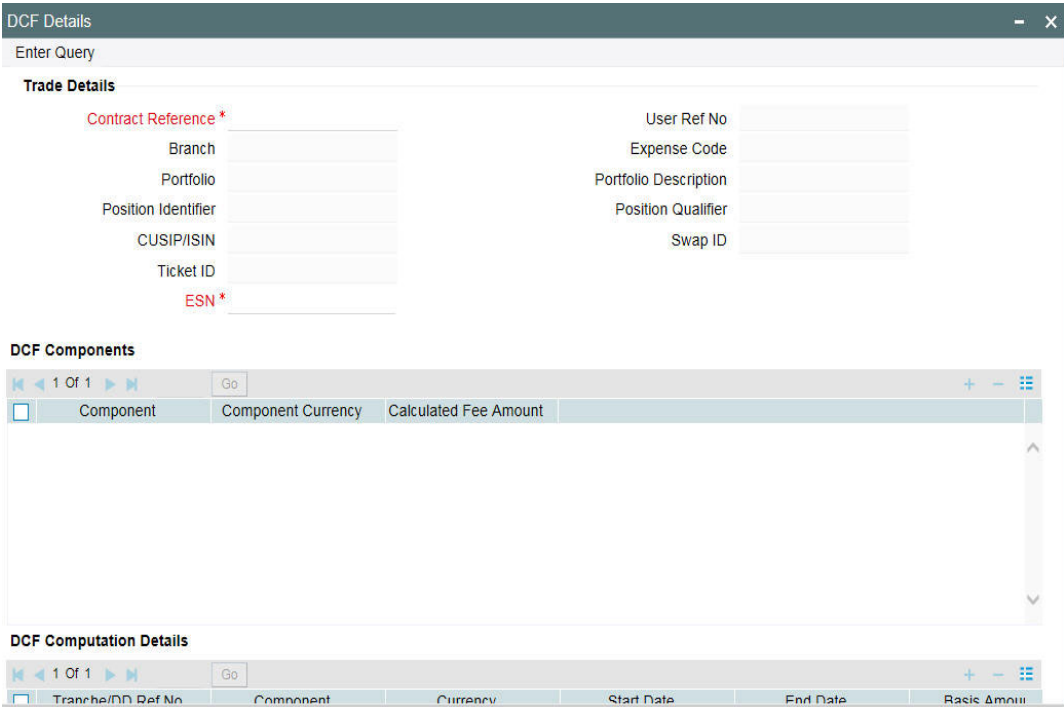 DCF Details
Enter Query
Trade Details
Contract Reference *
User Ref No
Branch
Expense Code
Portfolio
Portfolio Description
Position Identifier
Position Qualifier
CUSIP/ISIN
Swap ID
Ticket ID
ESN *
DCF Components
1 Of 1 Go
Component Component Currency Calculated Fee Amount
DCF Computation Details
1 Of 1 Go
Tranche/DD Ref No Component Currency Start Date End Date Basis Amou